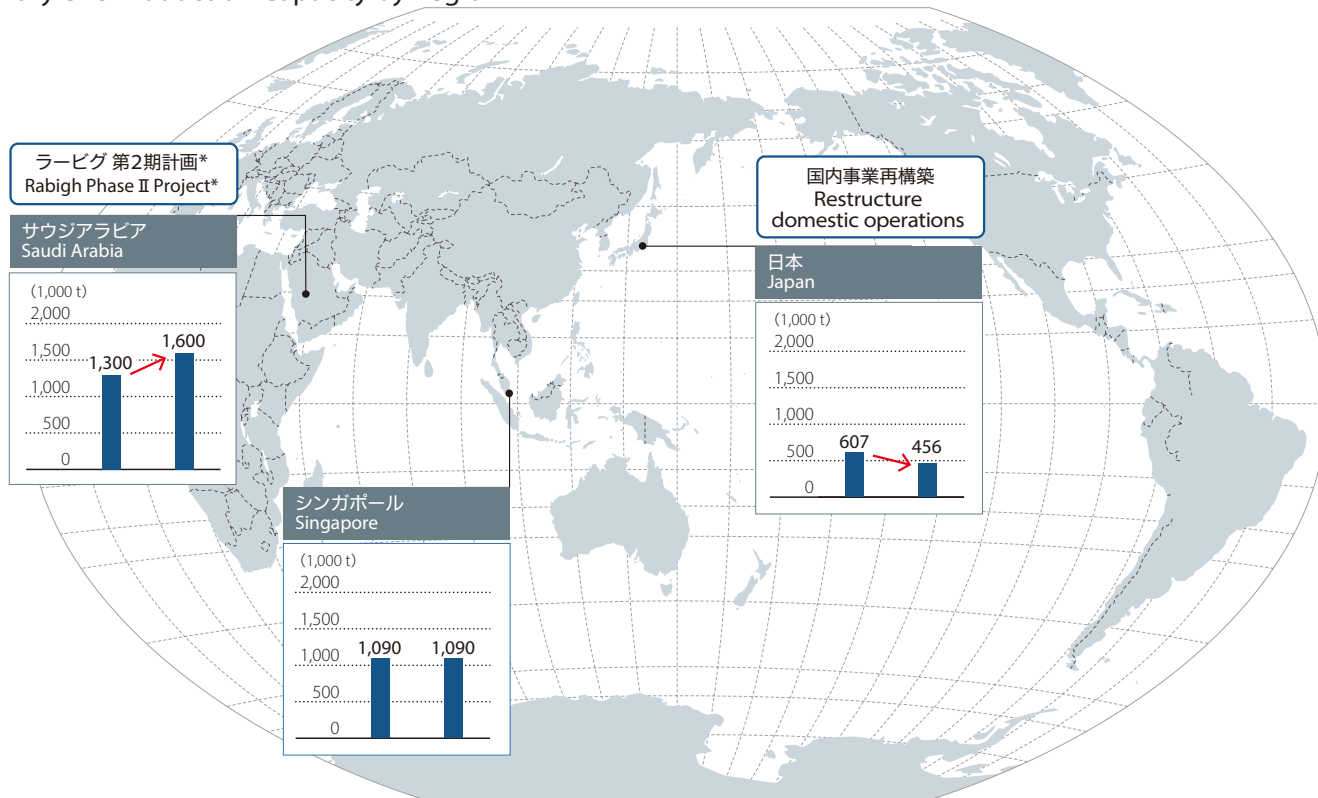 ラービグ 第2期計画*
Rabigh Phase Ⅱ Project*
サウジアラビア
Saudi Arabia
(1,000 t)
2,000
1,500
1,000
500
0
1,300
1,600
シンガポール
Singapore
(1,000 t)
2,000
1,500
1,000
500
0
1,090
1,090
国内事業再構築
Restructure
domestic operations
日本
Japan
(1,000 t)
2,000
1,500
1,000
500
0
607
456